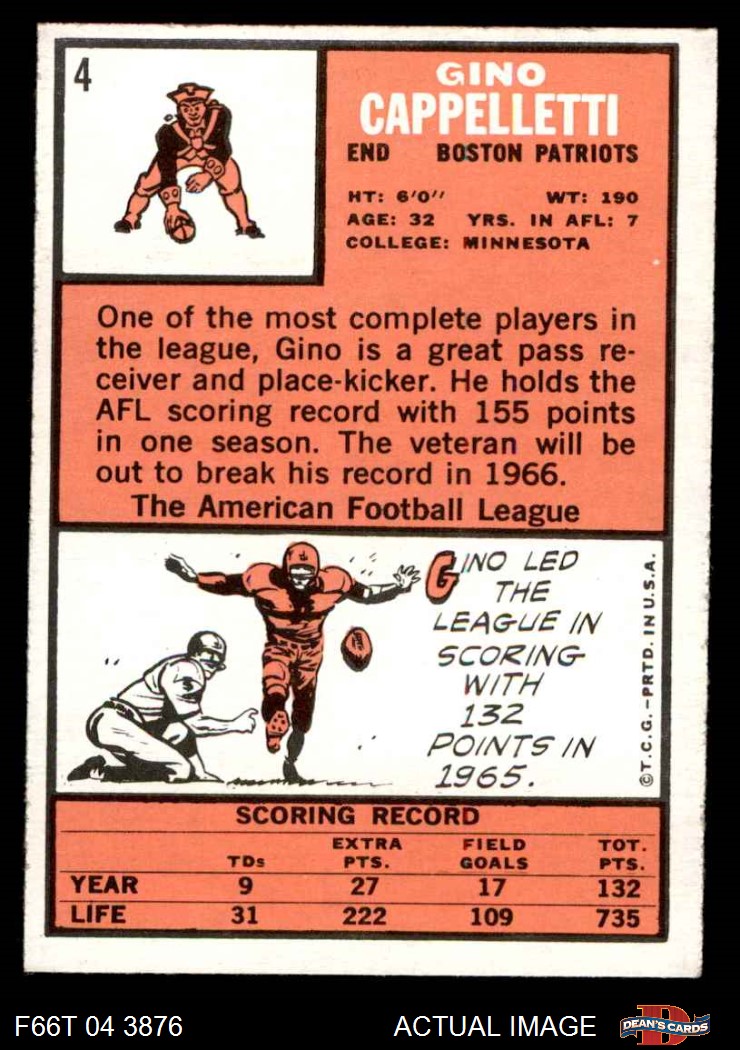 4
GINO
CAPPELLETTI
END BOSTON PATRIOTS
HT: 6'0" WT: 190
AGE: 32 YRS. IN AFL: 7
COLLEGE: MINNESOTA
One of the most complete players in
the league, Gino is a great pass re-
ceiver and place-kicker. He holds the
AFL scoring record with 155 points
in one season. The veteran will be
out to break his record in 1966.
The American Football League
GINO LED
THE
LEAGUE IN
SCORING
WITH
132
POINTS IN
1965.
© T.C.G.-PRTD. IN U.S.A.
SCORING RECORD
TDs EXTRA PTS. FIELD GOALS TOT. PTS.
YEAR 9 27 17 132
LIFE 31 222 109 735
F66T 04 3876 ACTUAL IMAGE
D
DEAN'S CARDS